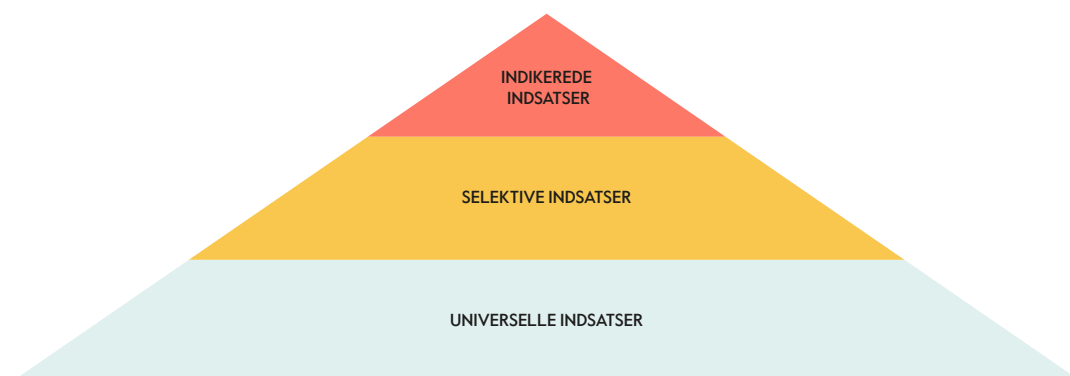 INDIKEREDE
INDSATSER
SELEKTIVE INDSATSER
UNIVERSELLE INDSATSER